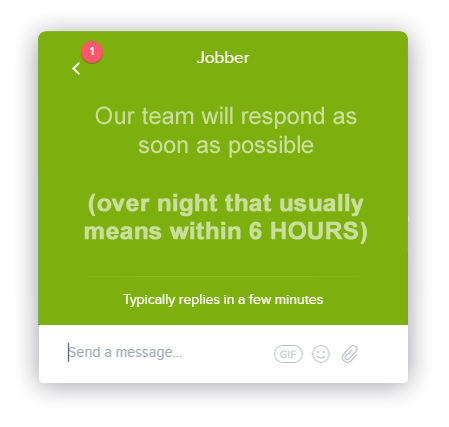 1
Jobber
Our team will respond as
soon as possible
(over night that usually
means within 6 HOURS)
Typically replies in a few minutes
Send a message...
GIF